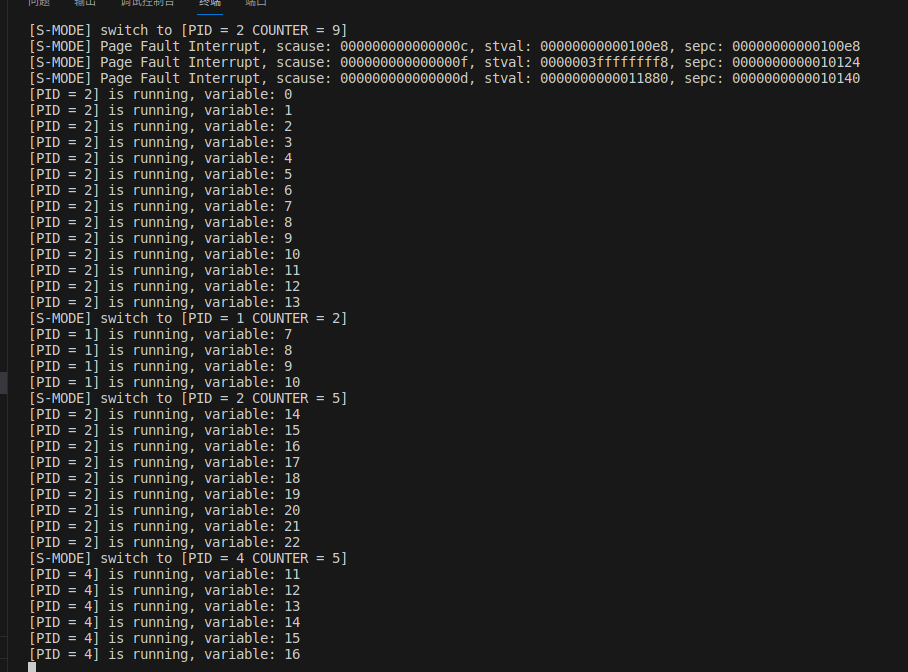 问题 输出 调试控制台 终端 端口
[S-MODE] switch to [PID = 2 COUNTER = 9]
[S-MODE] Page Fault Interrupt, scause: 000000000000000c, stval: 00000000000100e8, sepc: 00000000000100e8
[S-MODE] Page Fault Interrupt, scause: 000000000000000f, stval: 0000003ffffffff8, sepc: 0000000000010124
[S-MODE] Page Fault Interrupt, scause: 000000000000000d, stval: 0000000000011880, sepc: 0000000000010140
[PID = 2] is running, variable: 0
[PID = 2] is running, variable: 1
[PID = 2] is running, variable: 2
[PID = 2] is running, variable: 3
[PID = 2] is running, variable: 4
[PID = 2] is running, variable: 5
[PID = 2] is running, variable: 6
[PID = 2] is running, variable: 7
[PID = 2] is running, variable: 8
[PID = 2] is running, variable: 9
[PID = 2] is running, variable: 10
[PID = 2] is running, variable: 11
[PID = 2] is running, variable: 12
[PID = 2] is running, variable: 13
[S-MODE] switch to [PID = 1 COUNTER = 2]
[PID = 1] is running, variable: 7
[PID = 1] is running, variable: 8
[PID = 1] is running, variable: 9
[PID = 1] is running, variable: 10
[S-MODE] switch to [PID = 2 COUNTER = 5]
[PID = 2] is running, variable: 14
[PID = 2] is running, variable: 15
[PID = 2] is running, variable: 16
[PID = 2] is running, variable: 17
[PID = 2] is running, variable: 18
[PID = 2] is running, variable: 19
[PID = 2] is running, variable: 20
[PID = 2] is running, variable: 21
[PID = 2] is running, variable: 22
[S-MODE] switch to [PID = 4 COUNTER = 5]
[PID = 4] is running, variable: 11
[PID = 4] is running, variable: 12
[PID = 4] is running, variable: 13
[PID = 4] is running, variable: 14
[PID = 4] is running, variable: 15
[PID = 4] is running, variable: 16